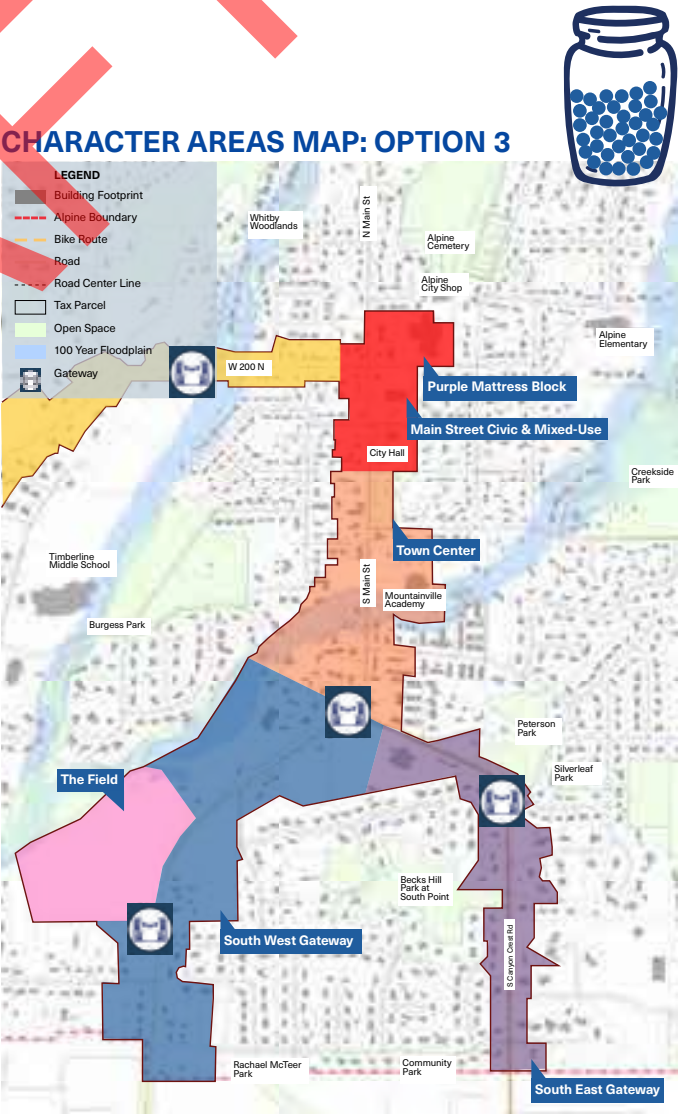 CHARACTER AREAS MAP: OPTION 3
LEGEND
Building Footprint
Alpine Boundary
Bike Route
Road
Road Center Line
Tax Parcel
Open Space
100 Year Floodplain
Gateway
Whitby
Woodlands
N Main St
Alpine
Cemetery
Alpine
City Shop
Alpine
Elementary
W 200 N
Purple Mattress Block
Main Street Civic & Mixed-Use
City Hall
Creekside
Park
Town Center
Timberline
Middle School
S Main St
Mountainville
Academy
Burgess Park
Peterson
Park
Silverleaf
Park
The Field
Becks Hill
Park at
South Point
South West Gateway
S Canyon Crest Rd
Rachael McTeer
Park
Community
Park
South East Gateway